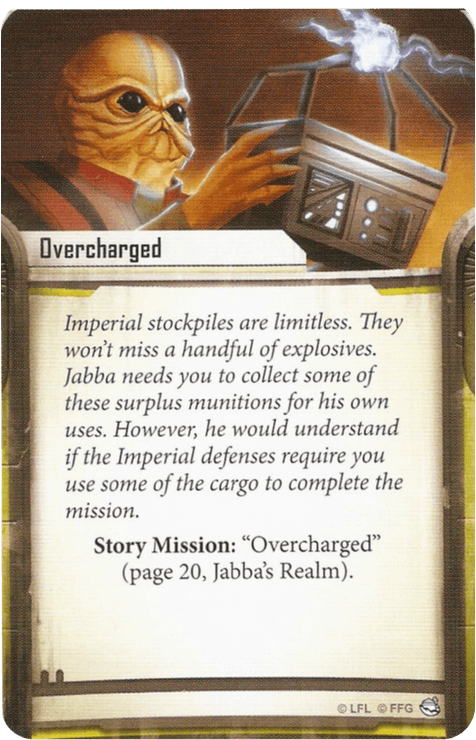 Overcharged
Imperial stockpiles are limitless. They
won't miss a handful of explosives.
Jabba needs you to collect some of
these surplus munitions for his own
uses. However, he would understand
if the Imperial defenses require you
use some of the cargo to complete the
mission.
Story Mission: “Overcharged”
(page 20, Jabba's Realm).
© LFL © FFG